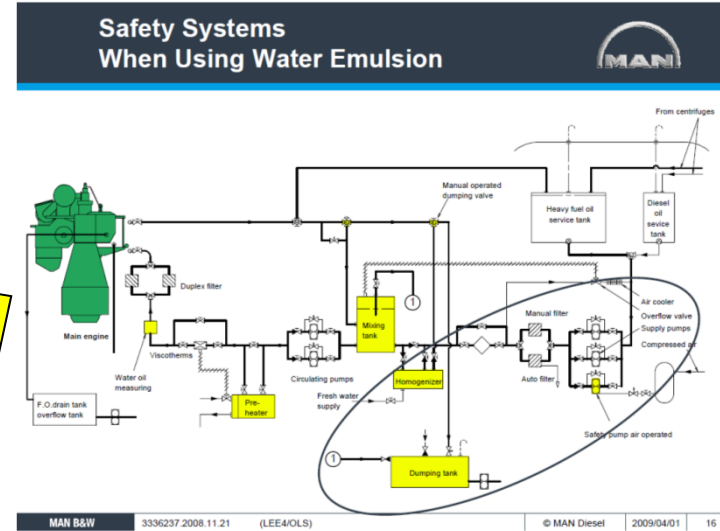 Safety Systems
When Using Water Emulsion
MAN
From centrifuges
Manual operated
dumping valve
Heavy fuel oil
service tank
Diesel
oil
sevice
tank
Duplex filter
1
Air cooler
Overflow valve
Supply pumps
Compressed air
Manual filter
Mixing
tank
Main engine
Viscotherms
Water oil
measuring
Circulating pumps
Homogenizer
Auto filter
Fresh water
supply
Pre-
heater
F.O.drain tank
overflow tank
Safety pump air operated
1
Dumping tank
MAN B&W
3336237.2008.11.21
(LEE4/OLS)
© MAN Diesel
2009/04/01
16